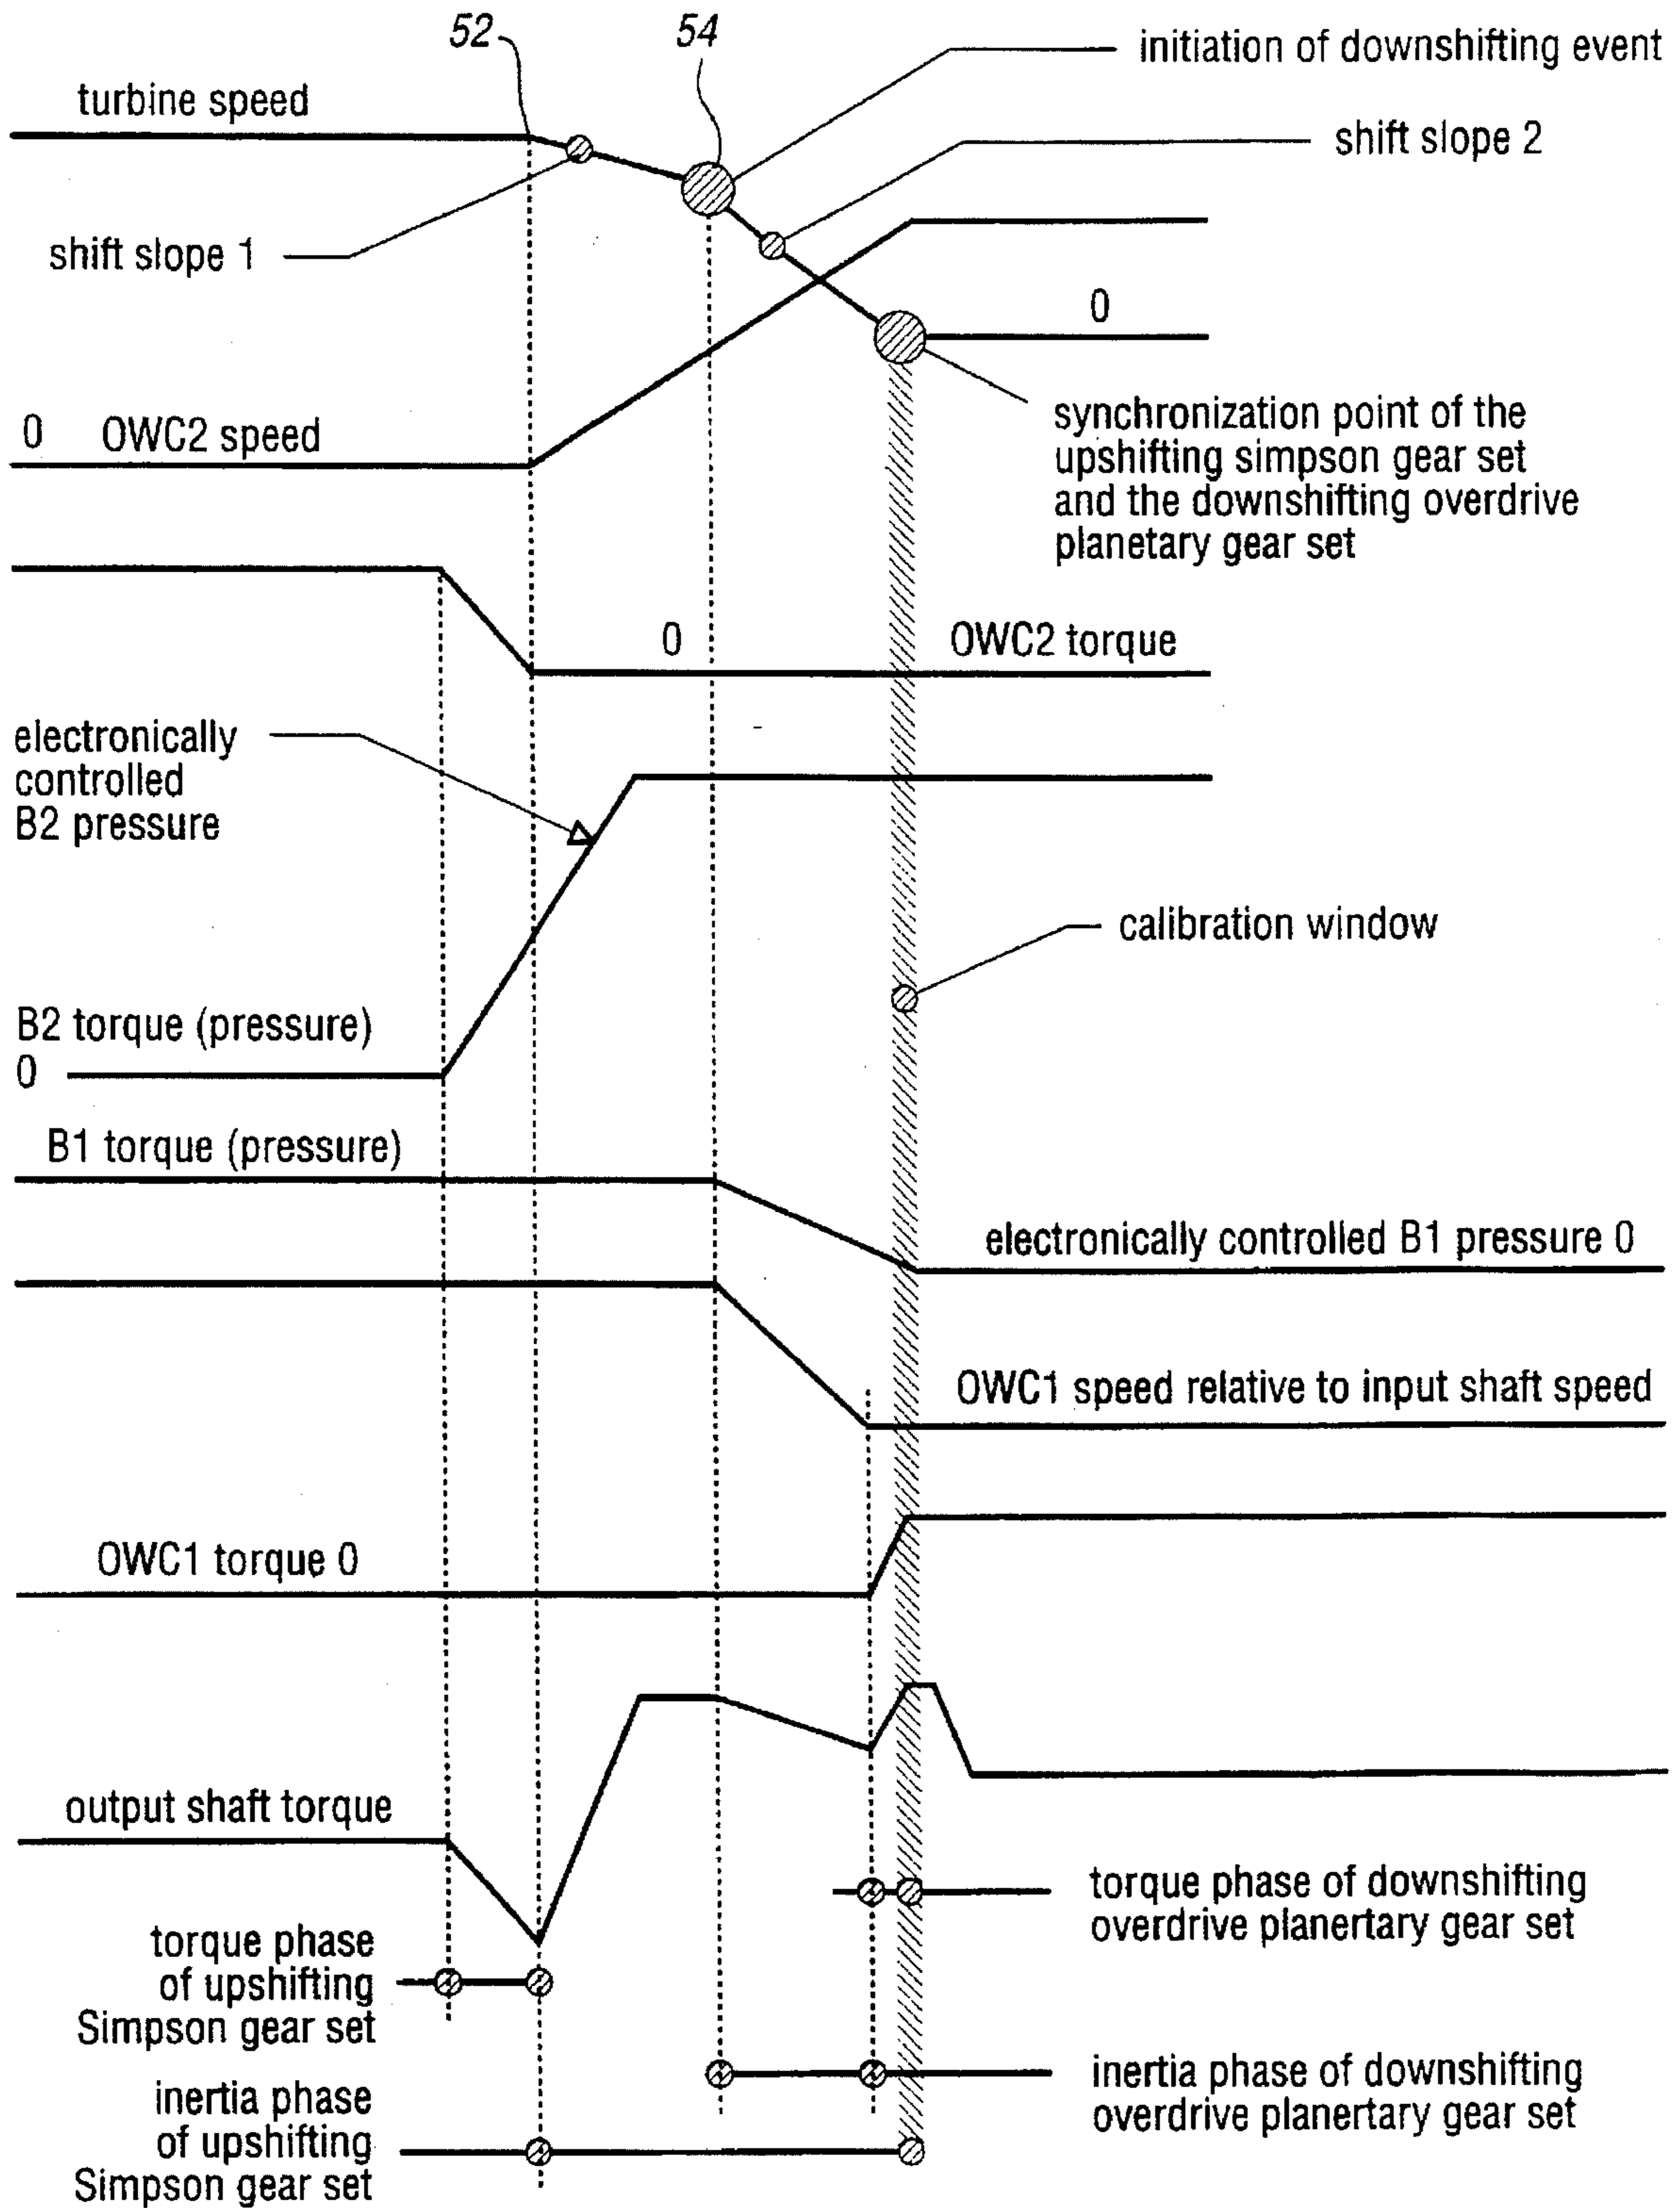 52
54
initiation of downshifting event
turbine speed
shift slope 2
shift slope 1
0
0 OWC2 speed
synchronization point of the
upshifting simpson gear set
and the downshifting overdrive
planetary gear set
0
OWC2 torque
electronically
controlled
B2 pressure
calibration window
B2 torque (pressure)
0
B1 torque (pressure)
electronically controlled B1 pressure 0
OWC1 speed relative to input shaft speed
OWC1 torque 0
output shaft torque
torque phase of downshifting
overdrive planertary gear set
torque phase
of upshifting
Simpson gear set
inertia phase of downshifting
overdrive planertary gear set
inertia phase
of upshifting
Simpson gear set